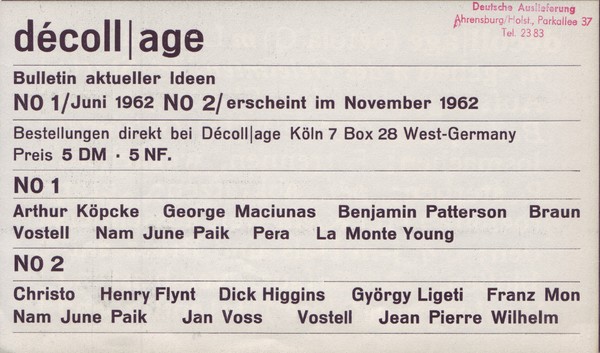 Deutsche Auslieferung
Ahrensburg/Holst., Parkallee 37
Tel. 23 83
décoll|age
Bulletin aktueller Ideen
NO 1/Juni 1962 NO 2/erscheint im November 1962
Bestellungen direkt bei Décoll|age Köln 7 Box 28 West-Germany
Preis 5 DM · 5 NF.
NO 1
Arthur Köpcke George Maciunas Benjamin Patterson Braun
Vostell Nam June Paik Pera La Monte Young
NO 2
Christo Henry Flynt Dick Higgins György Ligeti Franz Mon
Nam June Paik Jan Voss Vostell Jean Pierre Wilhelm